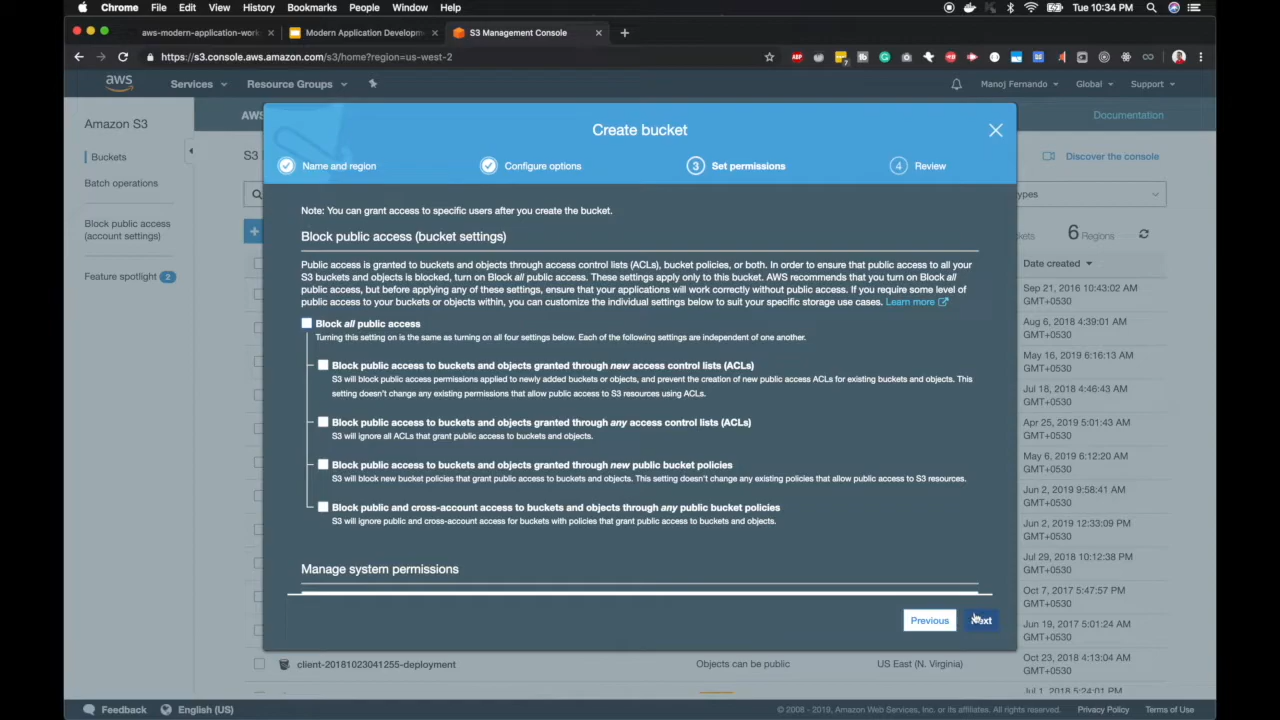 Chrome File Edit View History Bookmarks People Window Help
Tue 10:34 PM
aws-modern-application-work
Modern Application Developme
S3 Management Console
https://s3.console.aws.amazon.com/s3/home?region=us-west-2
aws
Services
Resource Groups
Manoj Fernando
Global
Support
Amazon S3
Buckets
Batch operations
Block public access
(account settings)
Feature spotlight 2
AWS
Documentation
Discover the console
6 Regions
Date created
Create bucket
Name and region
Configure options
3 Set permissions
4 Review
Note: You can grant access to specific users after you create the bucket.
Block public access (bucket settings)
Public access is granted to buckets and objects through access control lists (ACLs), bucket policies, or both. In order to ensure that public access to all your
S3 buckets and objects is blocked, turn on Block all public access. These settings apply only to this bucket. AWS recommends that you turn on Block all
public access, but before applying any of these settings, ensure that your applications will work correctly without public access. If you require some level of
public access to your buckets or objects within, you can customize the individual settings below to suit your specific storage use cases. Learn more
Block all public access
Turning this setting on is the same as turning on all four settings below. Each of the following settings are independent of one another.
Block public access to buckets and objects granted through new access control lists (ACLs)
S3 will block public access permissions applied to newly added buckets or objects, and prevent the creation of new public access ACLs for existing buckets and objects. This
setting doesn't change any existing permissions that allow public access to S3 resources using ACLs.
Block public access to buckets and objects granted through any access control lists (ACLs)
S3 will ignore all ACLs that grant public access to buckets and objects.
Block public access to buckets and objects granted through new public bucket policies
S3 will block new bucket policies that grant public access to buckets and objects. This setting doesn't change any existing policies that allow public access to S3 resources.
Block public and cross-account access to buckets and objects through any public bucket policies
S3 will ignore public and cross-account access for buckets with policies that grant public access to buckets and objects.
Manage system permissions
Previous
Next
Sep 21, 2016 10:43:02 AM
GMT+0530
Aug 6, 2018 4:39:01 AM
GMT+0530
May 16, 2019 6:16:13 AM
GMT+0530
Jul 18, 2018 4:46:43 AM
GMT+0530
Apr 25, 2019 5:01:43 AM
GMT+0530
May 6, 2019 6:12:20 AM
GMT+0530
Jun 2, 2019 9:58:41 AM
GMT+0530
Jun 2, 2019 12:33:09 PM
GMT+0530
Jul 29, 2018 10:12:38 PM
GMT+0530
Oct 7, 2017 5:47:57 PM
GMT+0530
Jun 19, 2017 5:01:24 AM
GMT+0530
client-20181023041255-deployment
Objects can be public
US East (N. Virginia)
Oct 23, 2018 4:13:04 AM
GMT+0530
Jul 1, 2018 5:24:01 PM
Feedback
English (US)
© 2008 - 2019, Amazon Web Services, Inc. or its affiliates. All rights reserved.
Privacy Policy
Terms of Use